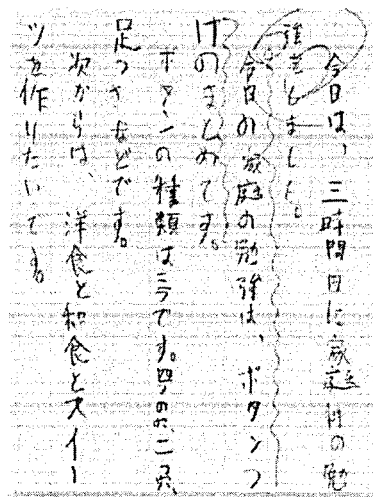 今日は、三時間目に家庭科の勉
強をしました。
今日の家庭の勉強は、ボタンつ
けのまとめです。
ボタンの種類は三つです。四つ穴、二つ穴、
足つきなどです。
次からは、洋食と和食とスイー
ツを作りたいです。